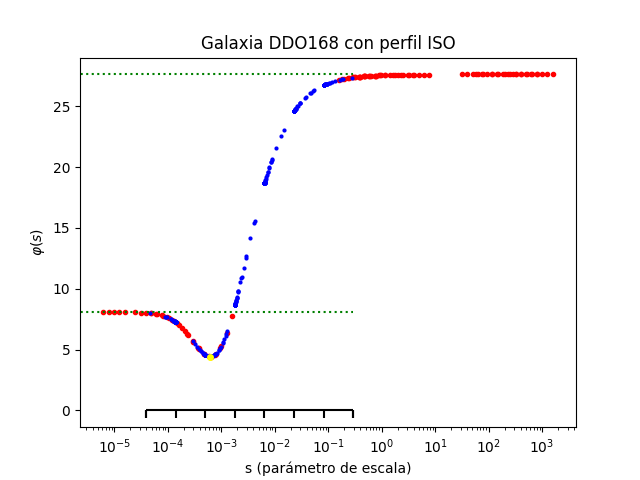 Galaxia DDO168 con perfil ISO
φ(s)
25
20
15
10
5
0
10⁻⁵ 10⁻⁴ 10⁻³ 10⁻² 10⁻¹ 10⁰ 10¹ 10² 10³
s (parámetro de escala)